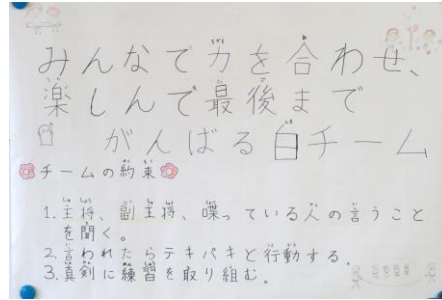 みんなで力を合わせ、
楽しんで最後まで
がんばる白チーム
チームの約束
1. 主将、副主将、喋っている人の言うこと
を聞く。
2. 言われたらテキパキと行動する。
3. 真剣に練習を取り組む。